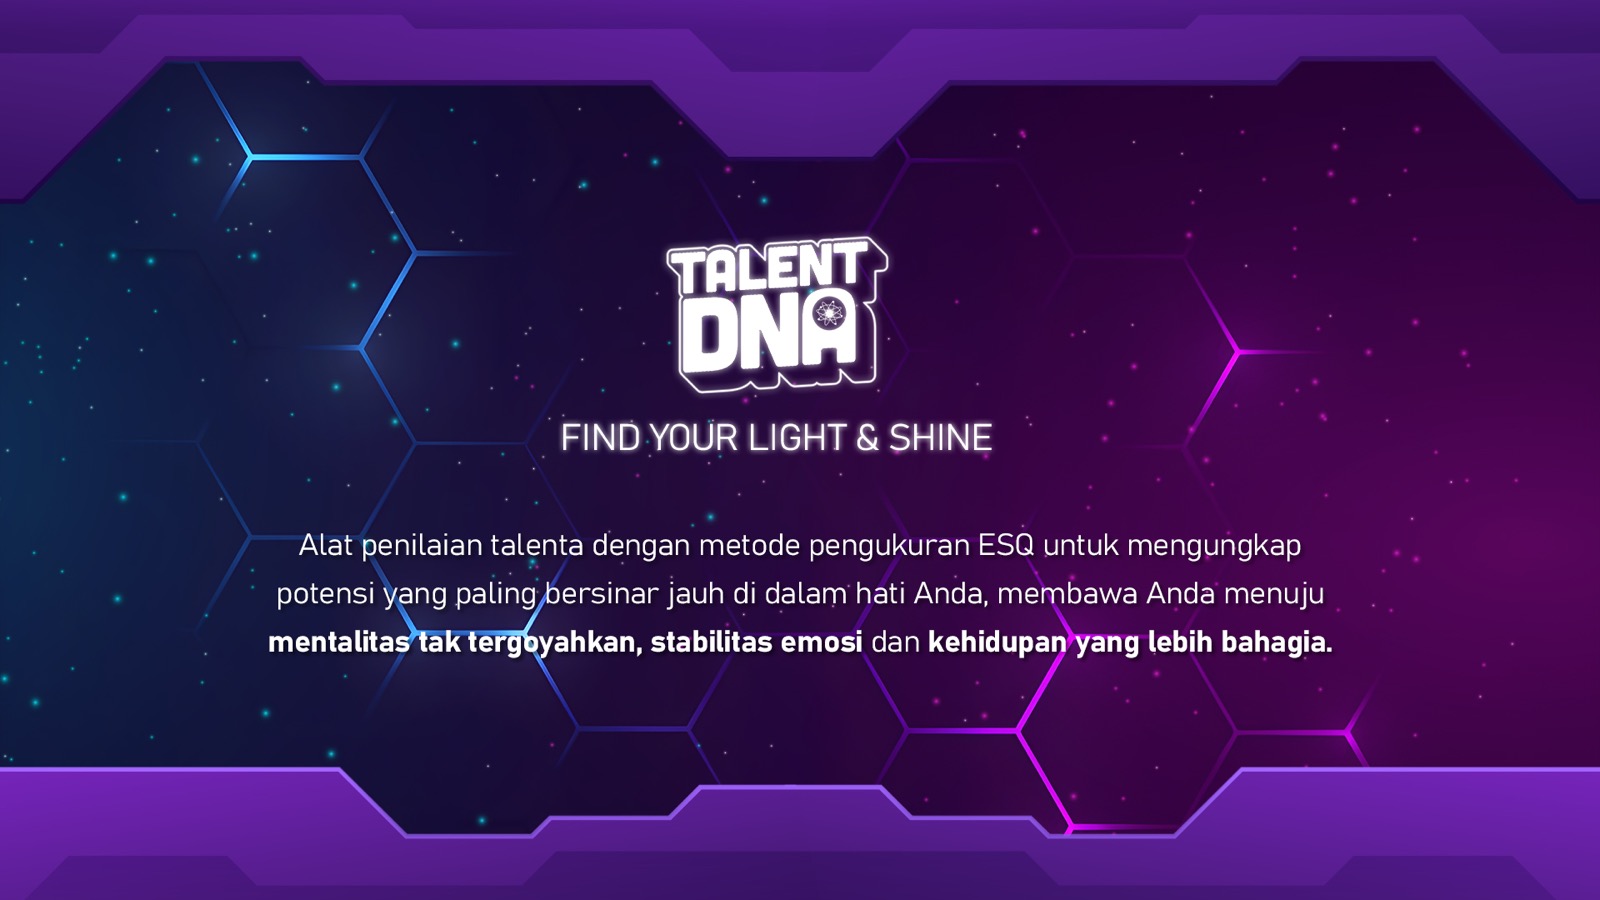 TALENT
DNA
FIND YOUR LIGHT & SHINE
Alat penilaian talenta dengan metode pengukuran ESQ untuk mengungkap
potensi yang paling bersinar jauh di dalam hati Anda, membawa Anda menuju
mentalitas tak tergoyahkan, stabilitas emosi dan kehidupan yang lebih bahagia.